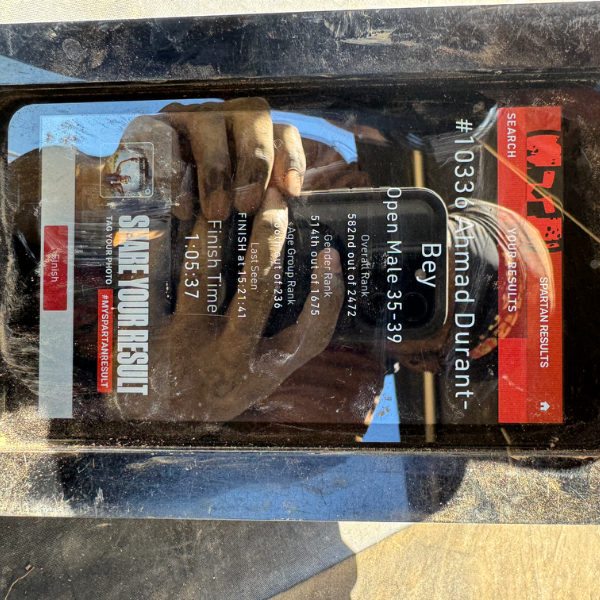 SPARTAN RESULTS
SEARCH
YOUR RESULTS
Ahmad Durant-
Bey
Open Male 35-39
Overall Rank
582nd out of 2472
Gender Rank
514th out of 1675
Age Group Rank
out of 236
Last Seen
FINISH at 15:21:41
Finish Time
1:05:37
SHARE YOUR RESULT
TAG YOUR PHOTO #MYSPARTANRESULT
Finish